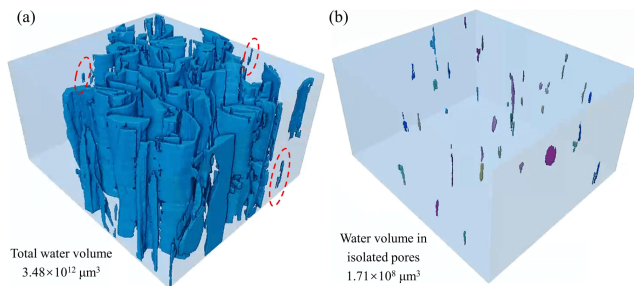 (a)
Total water volume
3.48×10¹² μm³
(b)
Water volume in
isolated pores
1.71×10⁸ μm³